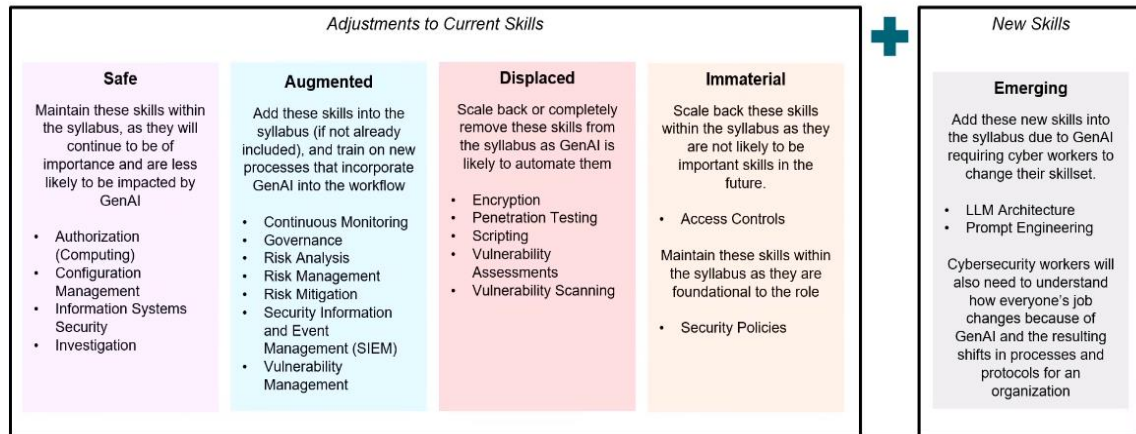 Adjustments to Current Skills
Safe
Maintain these skills within
the syllabus, as they will
continue to be of
importance and are less
likely to be impacted by
GenAI
• Authorization
(Computing)
• Configuration
Management
• Information Systems
Security
• Investigation
Augmented
Add these skills into the
syllabus (if not already
included), and train on new
processes that incorporate
GenAI into the workflow
• Continuous Monitoring
• Governance
• Risk Analysis
• Risk Management
• Risk Mitigation
• Security Information
and Event
Management (SIEM)
• Vulnerability
Management
Displaced
Scale back or completely
remove these skills from
the syllabus as GenAI is
likely to automate them
• Encryption
• Penetration Testing
• Scripting
• Vulnerability
Assessments
• Vulnerability Scanning
Immaterial
Scale back these skills
within the syllabus as they
are not likely to be
important skills in the
future.
• Access Controls
Maintain these skills within
the syllabus as they are
foundational to the role
• Security Policies
New Skills
Emerging
Add these new skills into
the syllabus due to GenAI
requiring cyber workers to
change their skillset.
• LLM Architecture
• Prompt Engineering
Cybersecurity workers will
also need to understand
how everyone’s job
changes because of
GenAI and the resulting
shifts in processes and
protocols for an
organization